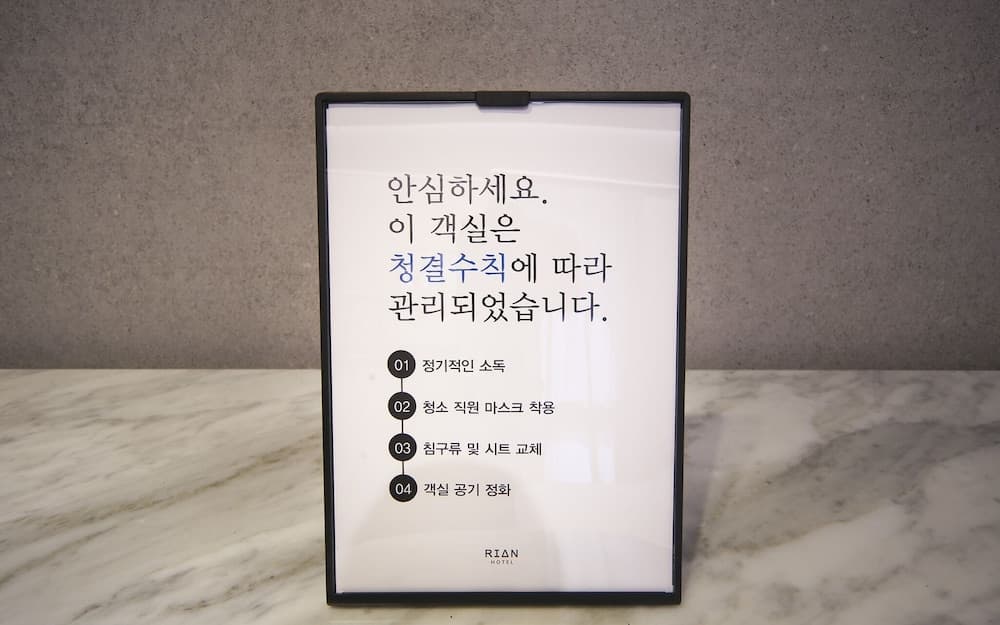 안심하세요.
이 객실은
청결수칙에 따라
관리되었습니다.
01 정기적인 소독
02 청소 직원 마스크 착용
03 침구류 및 시트 교체
04 객실 공기 정화
RIAN
HOTEL